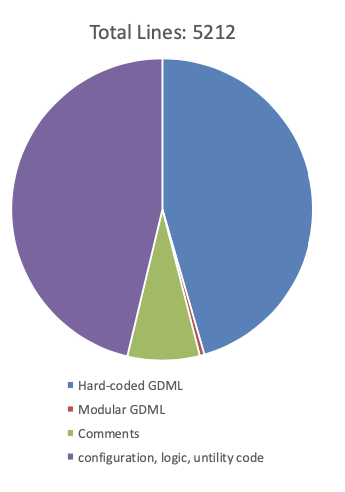 Total Lines: 5212
Hard-coded GDML
Modular GDML
Comments
configuration, logic, untility code